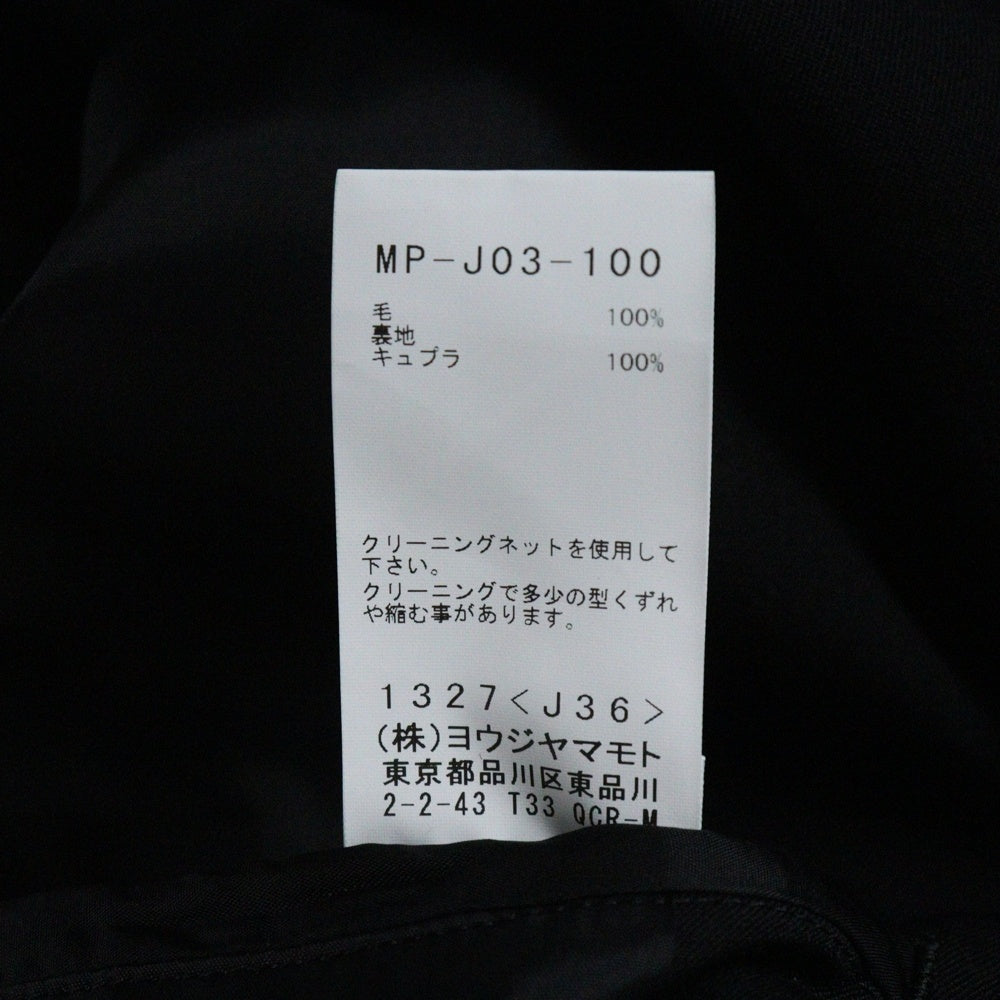 MP-J03-100
毛 100%
裏地
キュプラ 100%
クリーニングネットを使用して
下さい。
クリーニングで多少の型くずれ
や縮む事があります。
1327<J36>
(株)ヨウジヤマモト
東京都品川区東品川
2-2-43 T33 QCR-M